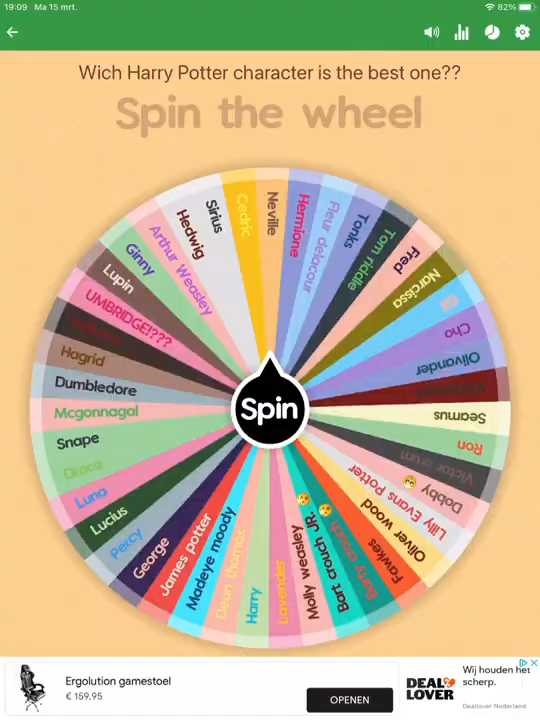 19:09 Ma 15 mrt.
82%
Wich Harry Potter character is the best one??
Spin the wheel
Neville
Hermione
Fleur delacour
Tonks
Tom riddle
Fred
Narcissa
Cho
Olivander
Seamus
Ron
Dobby
Lilly Evans Potter
Oliver wood
Fawkes
Barty crouch
Bart crouch JR.
Molly weasley
Lavender
Harry
Dean thomas
Madeye moody
James potter
George
Percy
Lucius
Luna
Draco
Snape
Mcgonnagal
Dumbledore
Hagrid
UMBRIDGE!???
Lupin
Ginny
Arthur Weasley
Hedwig
Sirius
Cedric
Spin
Ergolution gamestoel
€ 159,95
OPENEN
DEAL
LOVER
Wij houden het
scherp.
Deallover Nederland